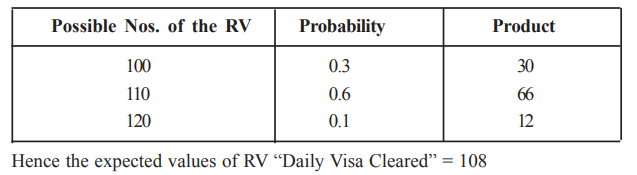 Possible Nos. of the RV Probability Product
100 0.3 30
110 0.6 66
120 0.1 12
Hence the expected values of RV “Daily Visa Cleared” = 108